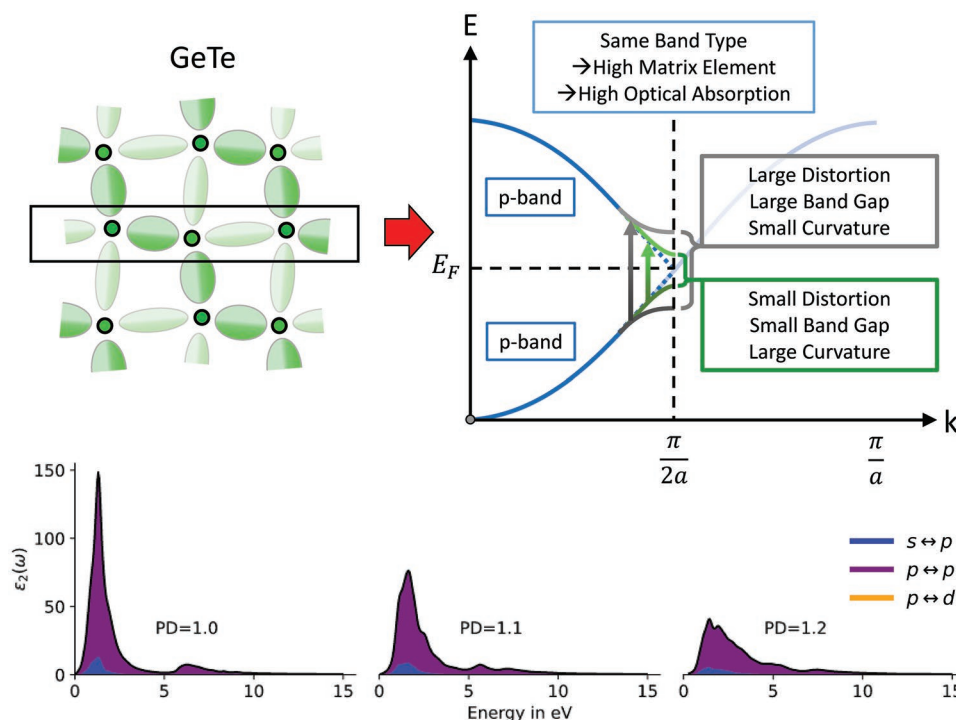 GeTe
E
Same Band Type
→High Matrix Element
→High Optical Absorption
p-band
Large Distortion
Large Band Gap
Small Curvature
E_F
p-band
Small Distortion
Small Band Gap
Large Curvature
k
π/2a
π/a
150
100
50
0
ε₂(ω)
PD=1.0
PD=1.1
PD=1.2
s↔p
p↔p
p↔d
0 5 10 15
0 5 10 15
0 5 10 15
Energy in eV